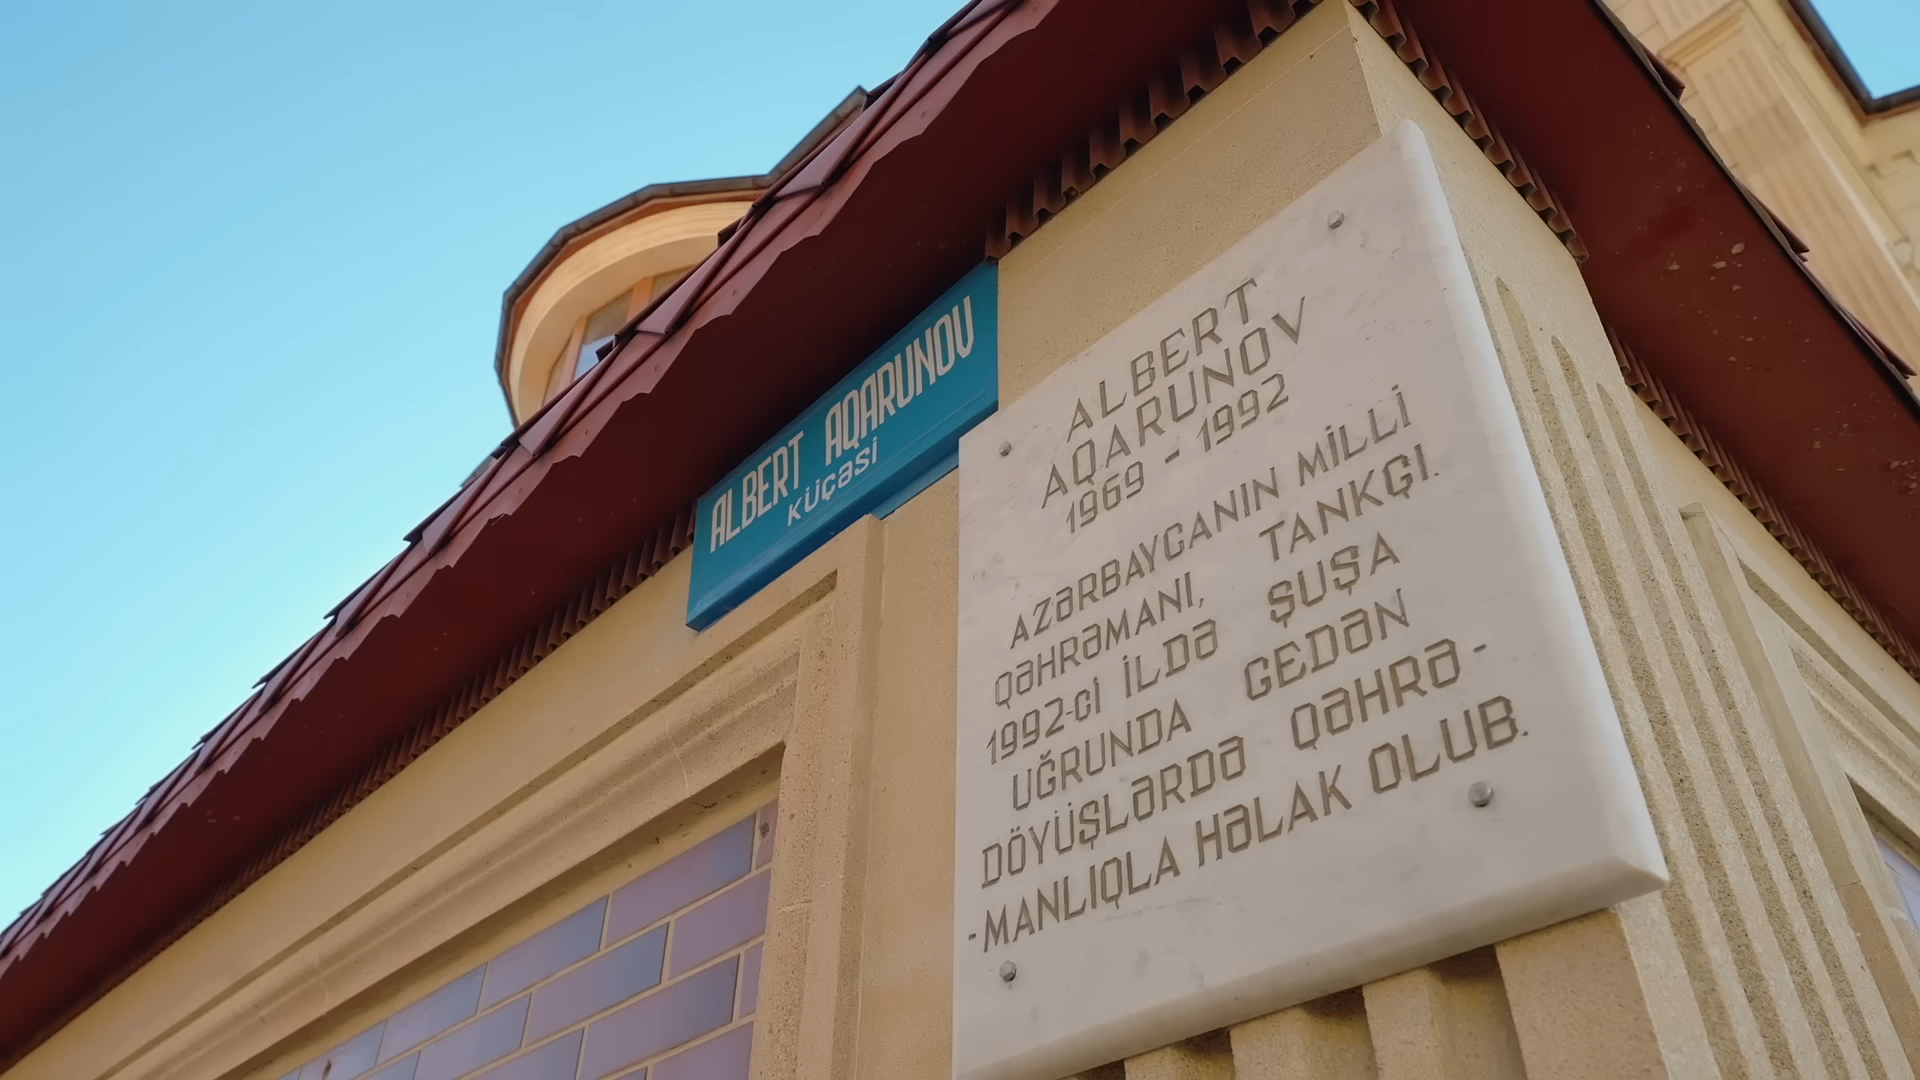 ALBERT AQARUNOV
KÜÇƏSİ
ALBERT
AQARUNOV
1969 - 1992
AZƏRBAYCANIN MİLLİ
QƏHRƏMANI, TANKÇI.
1992-Cİ İLDƏ ŞUŞA
UĞRUNDA GEDƏN
DÖYÜŞLƏRDƏ QƏHRƏ-
-MANLIQLA HƏLAK OLUB.